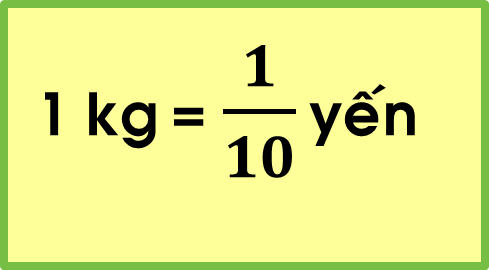 1 kg = 1/10 yến